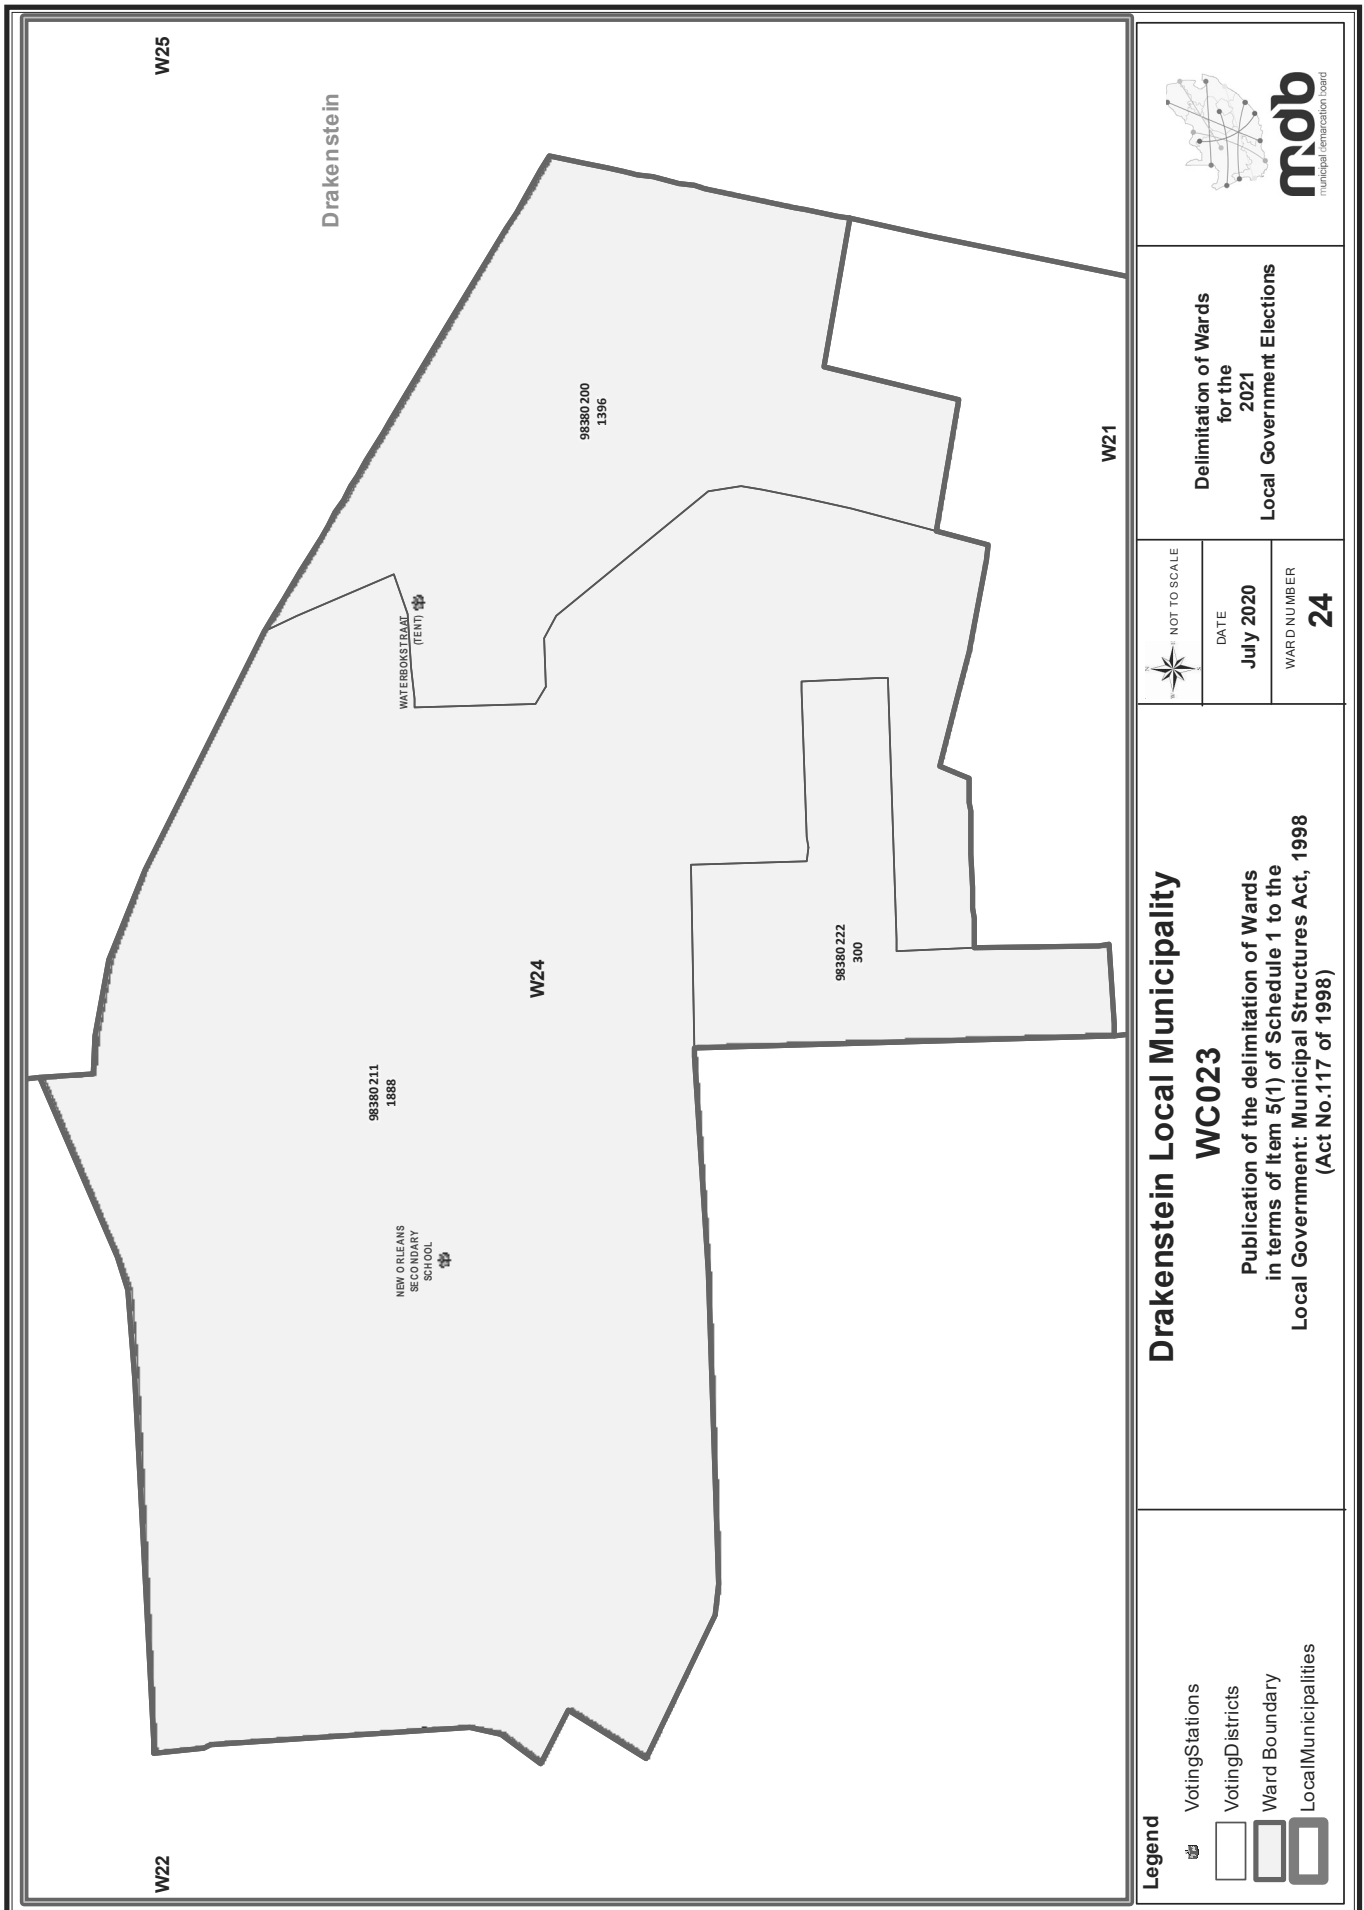 W22
W25
Drakenstein
WATERBOKSTRAAT
(TENT)
98380200
1396
98380211
1888
NEW ORLEANS
SECONDARY
SCHOOL
W24
98380222
300
W21
Legend
VotingStations
VotingDistricts
Ward Boundary
LocalMunicipalities
Drakenstein Local Municipality
WC023
Publication of the delimitation of Wards
in terms of Item 5(1) of Schedule 1 to the
Local Government: Municipal Structures Act, 1998
(Act No.117 of 1998)
N
E
S
W
NOT TO SCALE
DATE
July 2020
WARD NUMBER
24
Delimitation of Wards
for the
2021
Local Government Elections
mdb
municipal demarcation board